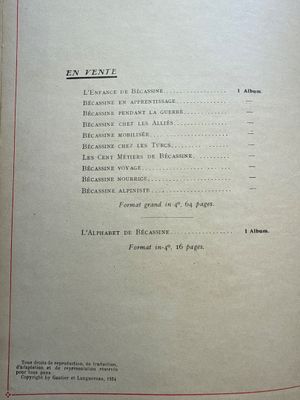 EN VENTE
L'Enfance de Bécassine 1 Album.
Bécassine en apprentissage —
Bécassine pendant la guerre —
Bécassine chez les Alliés —
Bécassine mobilisée —
Bécassine chez les Turcs —
Les Cent Métiers de Bécassine —
Bécassine voyage —
Bécassine nourrice —
Bécassine alpiniste —
Format grand in-4º, 64 pages.
L'Alphabet de Bécassine 1 Album.
Format in-4º, 16 pages.
Tous droits de reproduction, de traduction,
d'adaptation et de représentation réservés
pour tous pays.
Copyright by Gautier et Languereau, 1924